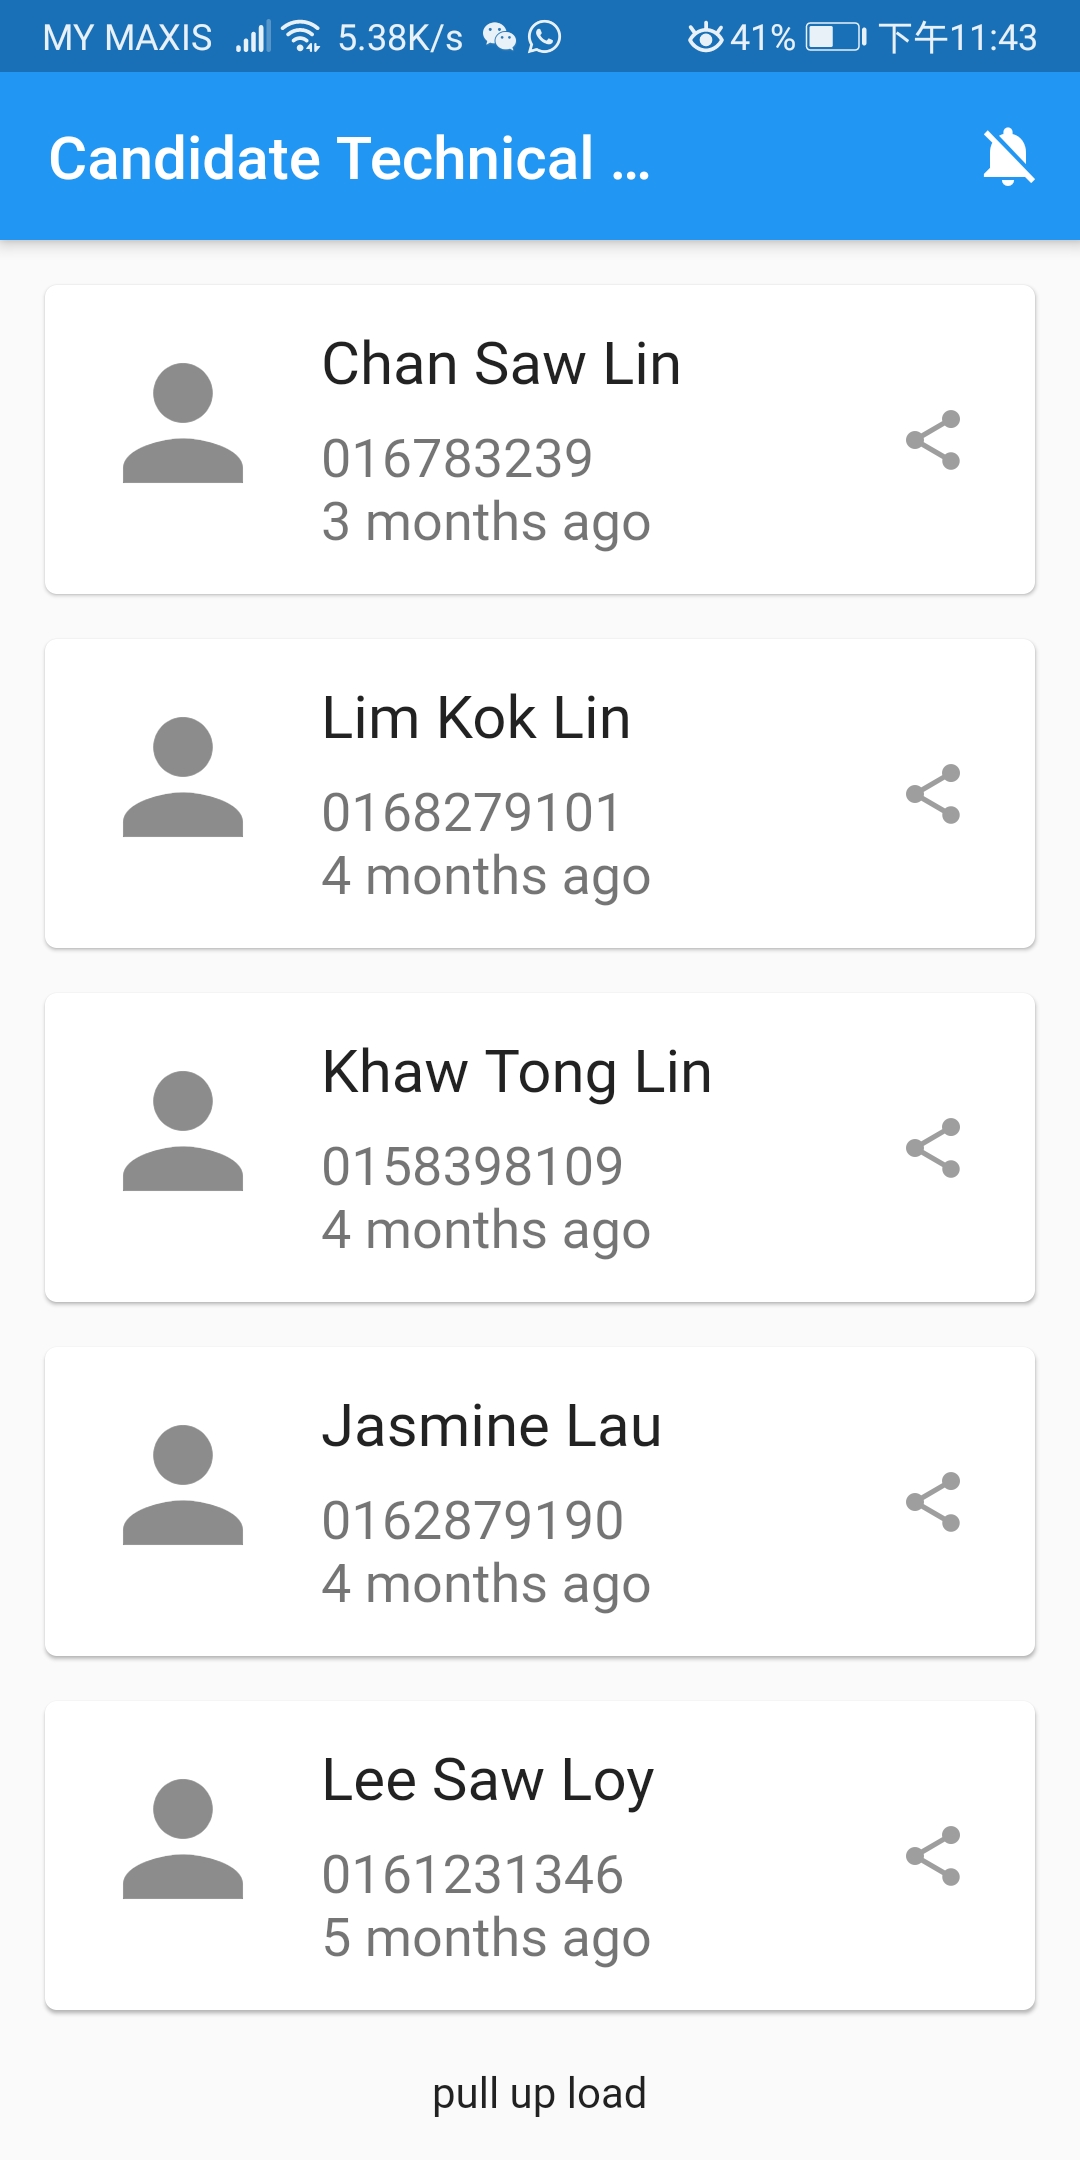 MY MAXIS 5.38K/s 41% 下午11:43
Candidate Technical ...
Chan Saw Lin
016783239
3 months ago
Lim Kok Lin
0168279101
4 months ago
Khaw Tong Lin
0158398109
4 months ago
Jasmine Lau
0162879190
4 months ago
Lee Saw Loy
0161231346
5 months ago
pull up load